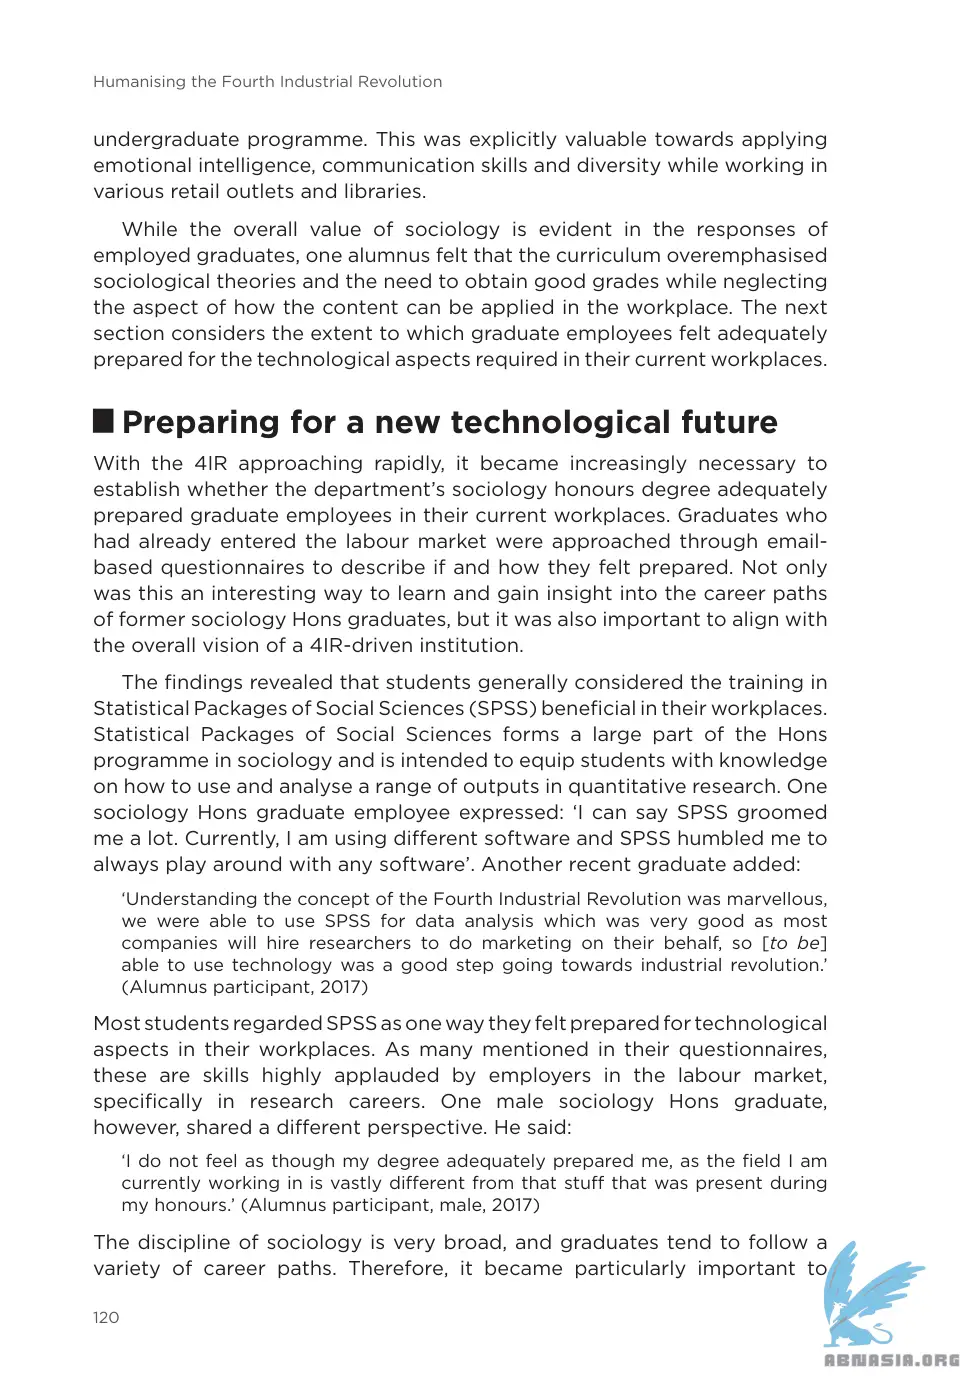 Humanising the Fourth Industrial Revolution
undergraduate programme. This was explicitly valuable towards applying
emotional intelligence, communication skills and diversity while working in
various retail outlets and libraries.
While the overall value of sociology is evident in the responses of
employed graduates, one alumnus felt that the curriculum overemphasised
sociological theories and the need to obtain good grades while neglecting
the aspect of how the content can be applied in the workplace. The next
section considers the extent to which graduate employees felt adequately
prepared for the technological aspects required in their current workplaces.
Preparing for a new technological future
With the 4IR approaching rapidly, it became increasingly necessary to
establish whether the department’s sociology honours degree adequately
prepared graduate employees in their current workplaces. Graduates who
had already entered the labour market were approached through email-
based questionnaires to describe if and how they felt prepared. Not only
was this an interesting way to learn and gain insight into the career paths
of former sociology Hons graduates, but it was also important to align with
the overall vision of a 4IR-driven institution.
The findings revealed that students generally considered the training in
Statistical Packages of Social Sciences (SPSS) beneficial in their workplaces.
Statistical Packages of Social Sciences forms a large part of the Hons
programme in sociology and is intended to equip students with knowledge
on how to use and analyse a range of outputs in quantitative research. One
sociology Hons graduate employee expressed: ‘I can say SPSS groomed
me a lot. Currently, I am using different software and SPSS humbled me to
always play around with any software’. Another recent graduate added:
‘Understanding the concept of the Fourth Industrial Revolution was marvellous,
we were able to use SPSS for data analysis which was very good as most
companies will hire researchers to do marketing on their behalf, so [to be]
able to use technology was a good step going towards industrial revolution.’
(Alumnus participant, 2017)
Most students regarded SPSS as one way they felt prepared for technological
aspects in their workplaces. As many mentioned in their questionnaires,
these are skills highly applauded by employers in the labour market,
specifically in research careers. One male sociology Hons graduate,
however, shared a different perspective. He said:
‘I do not feel as though my degree adequately prepared me, as the field I am
currently working in is vastly different from that stuff that was present during
my honours.’ (Alumnus participant, male, 2017)
The discipline of sociology is very broad, and graduates tend to follow a
variety of career paths. Therefore, it became particularly important to
120
ABNASIA.ORG